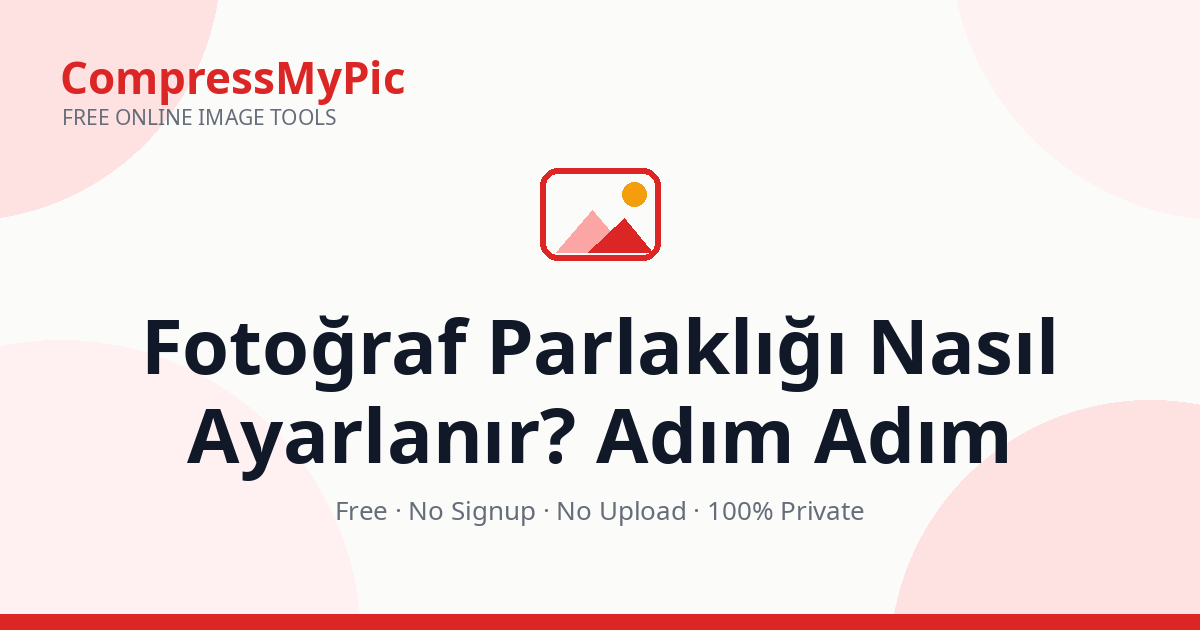 CompressMyPic
FREE ONLINE IMAGE TOOLS
Fotoğraf Parlaklığı Nasıl
Ayarlanır? Adım Adım
Free · No Signup · No Upload · 100% Private